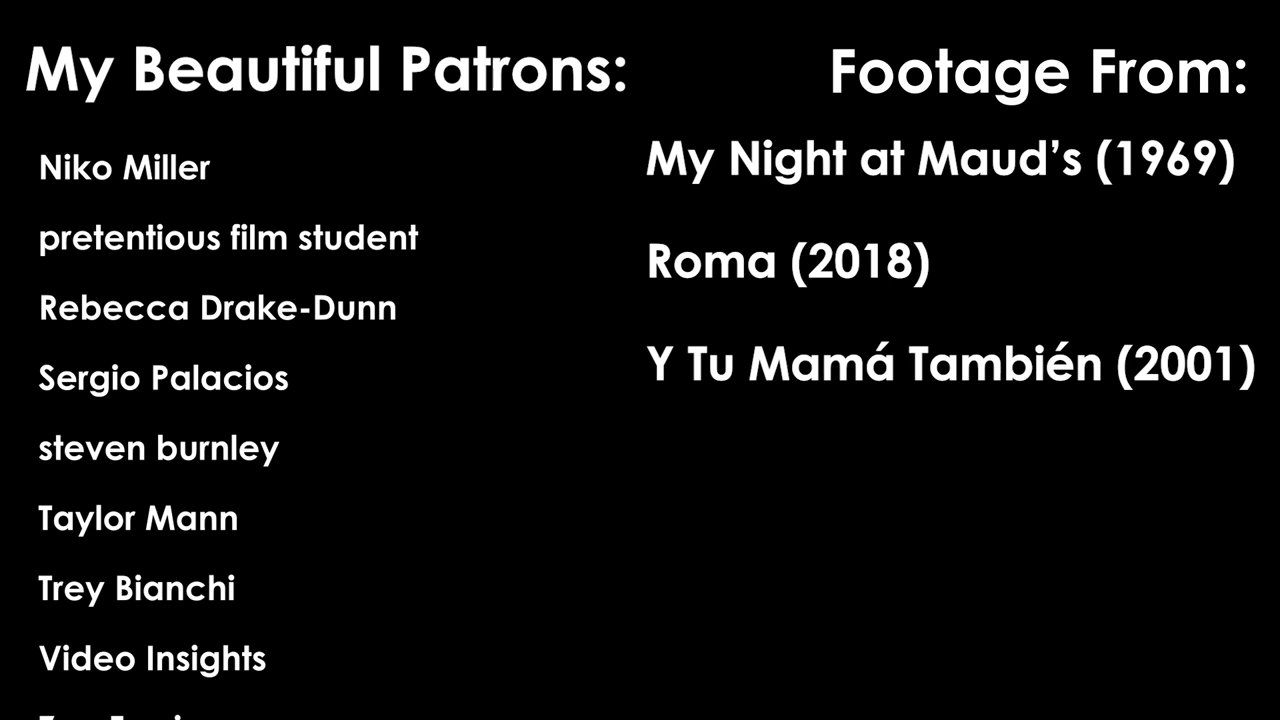 My Beautiful Patrons:
Niko Miller
pretentious film student
Rebecca Drake-Dunn
Sergio Palacios
steven burnley
Taylor Mann
Trey Bianchi
Video Insights
Footage From:
My Night at Maud’s (1969)
Roma (2018)
Y Tu Mamá También (2001)